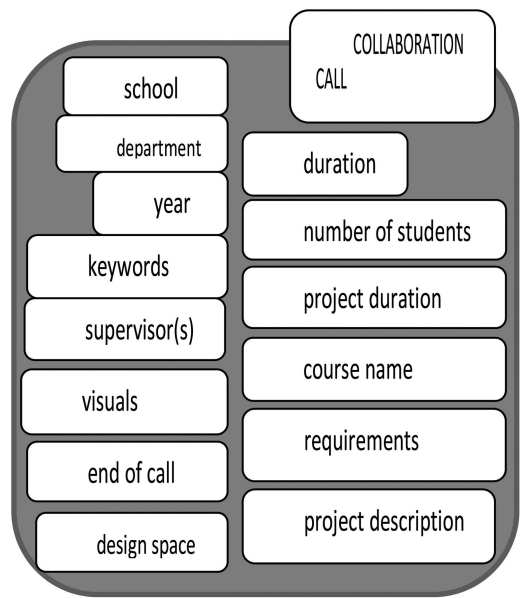 COLLABORATION
CALL
school
department
year
keywords
supervisor(s)
visuals
end of call
design space
duration
number of students
project duration
course name
requirements
project description